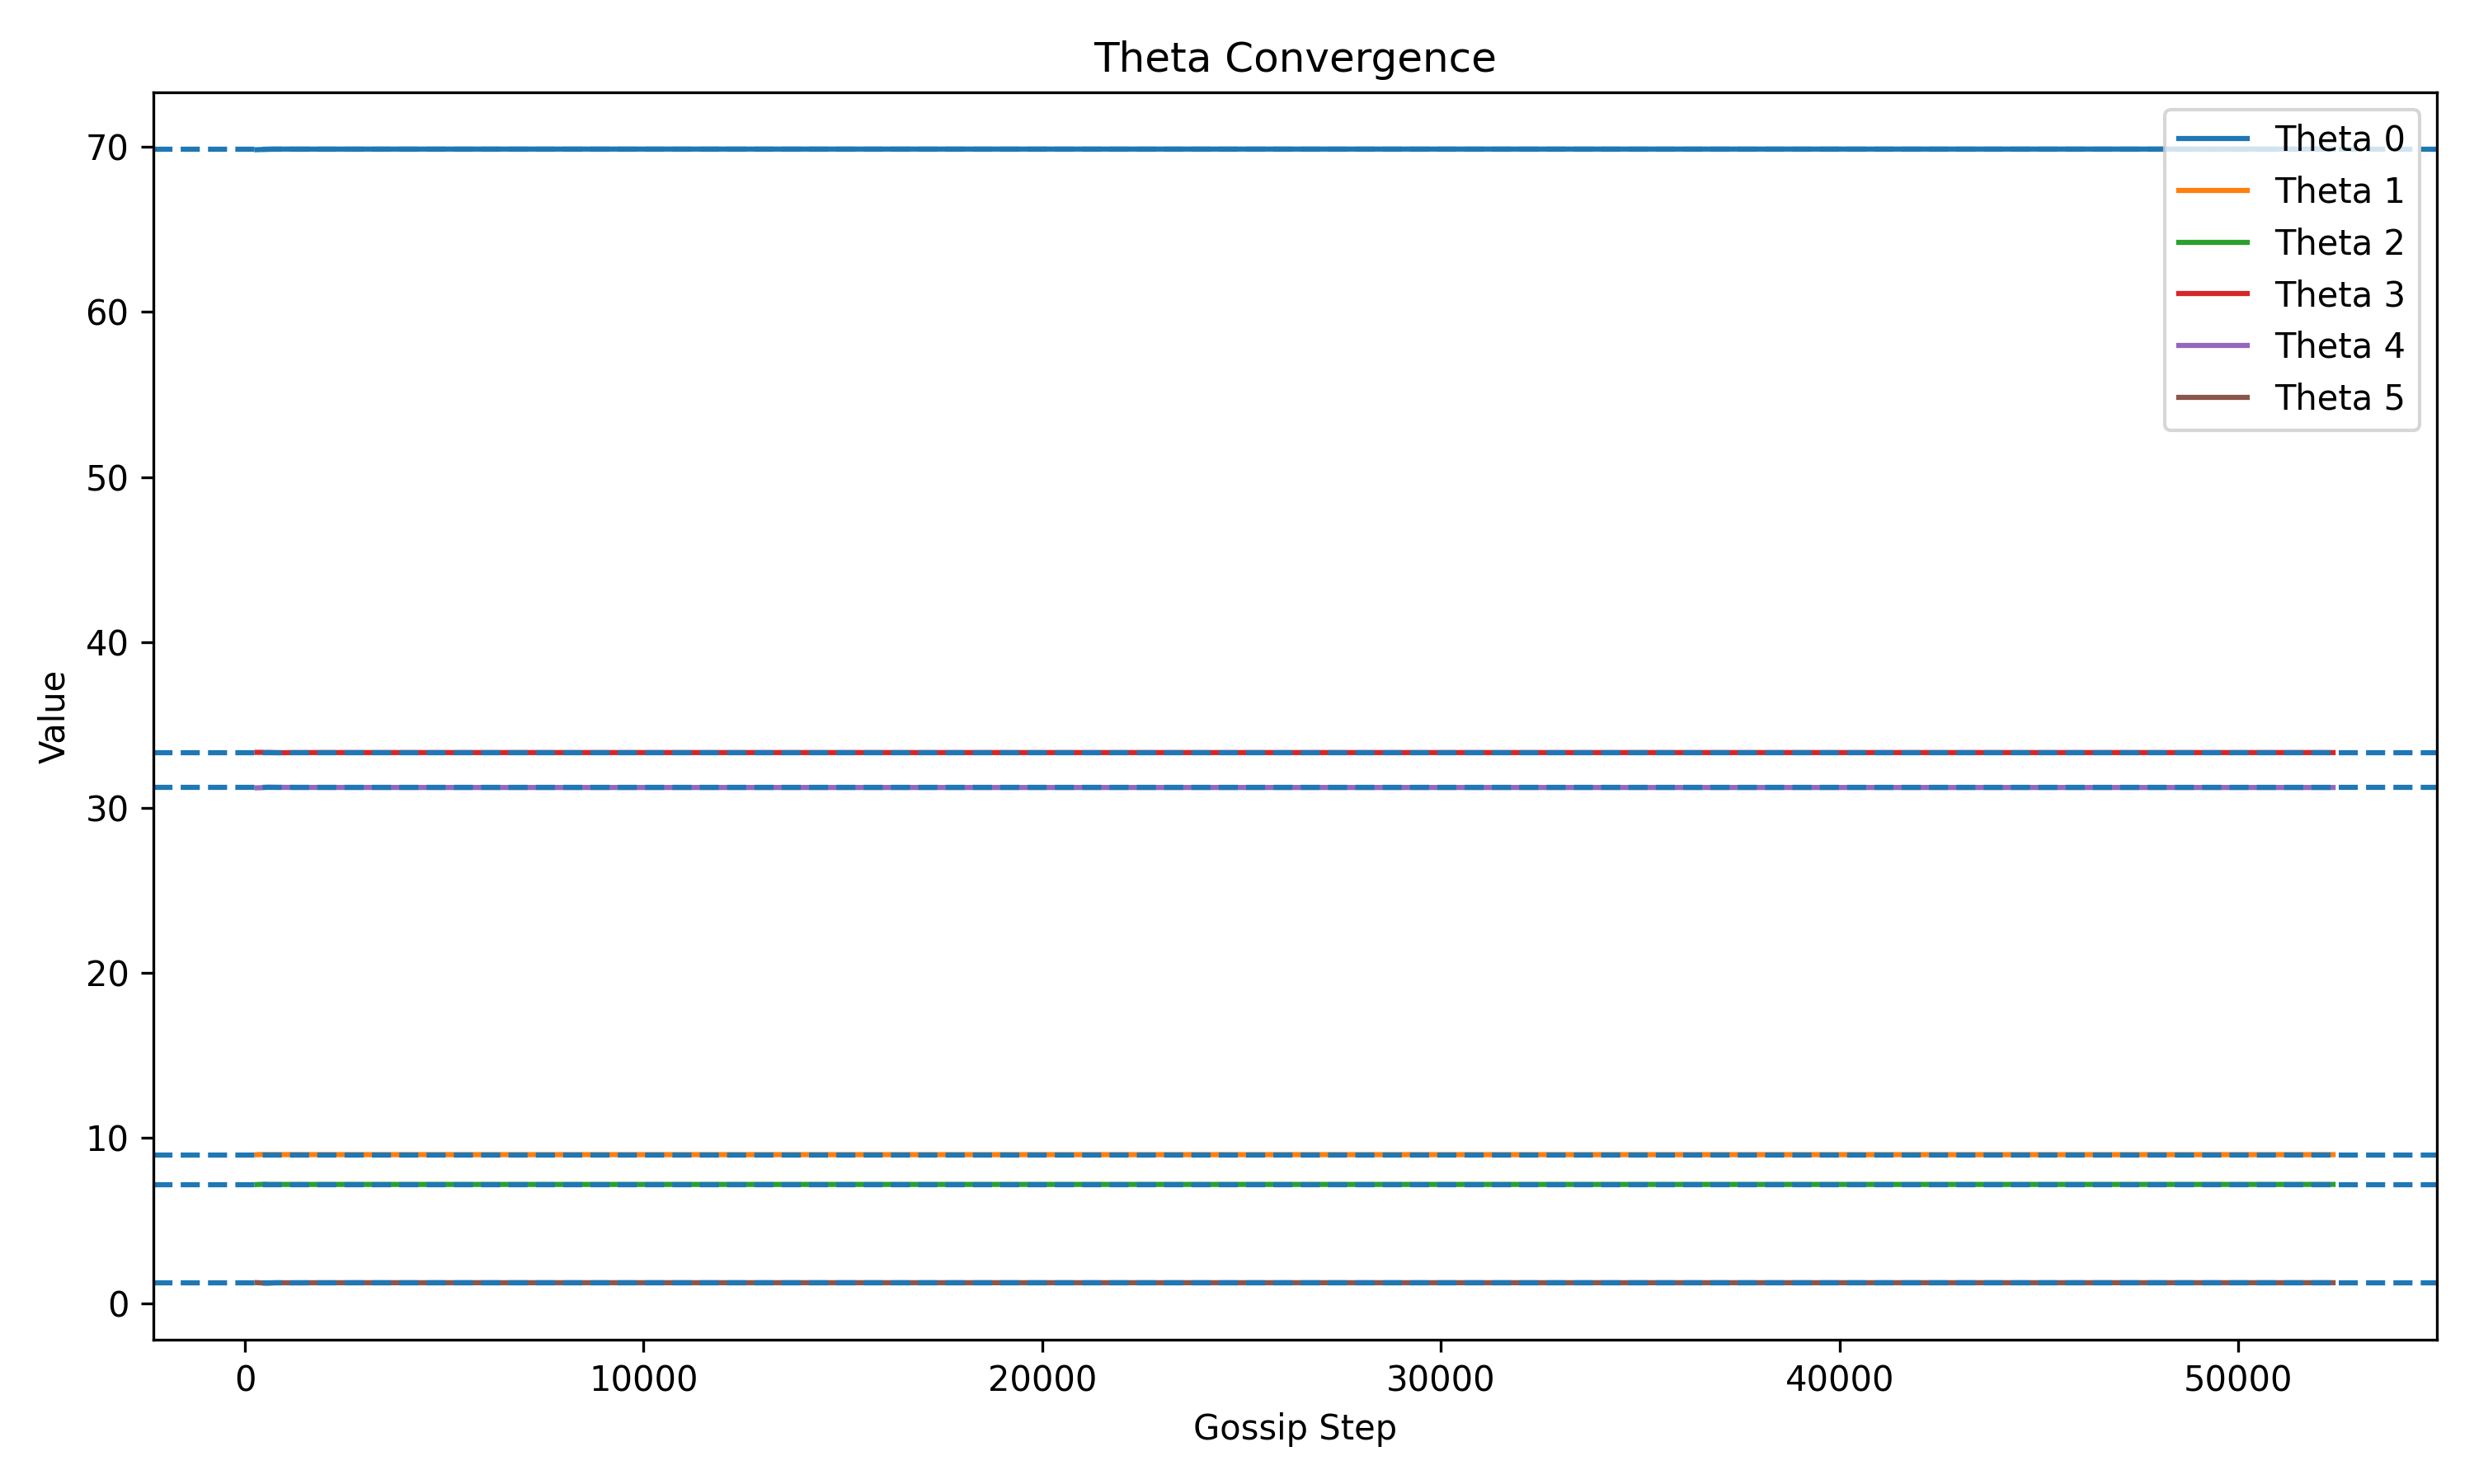 Theta Convergence
Theta 0
Theta 1
Theta 2
Theta 3
Theta 4
Theta 5
Value
70
60
50
40
30
20
10
0
0 10000 20000 30000 40000 50000
Gossip Step